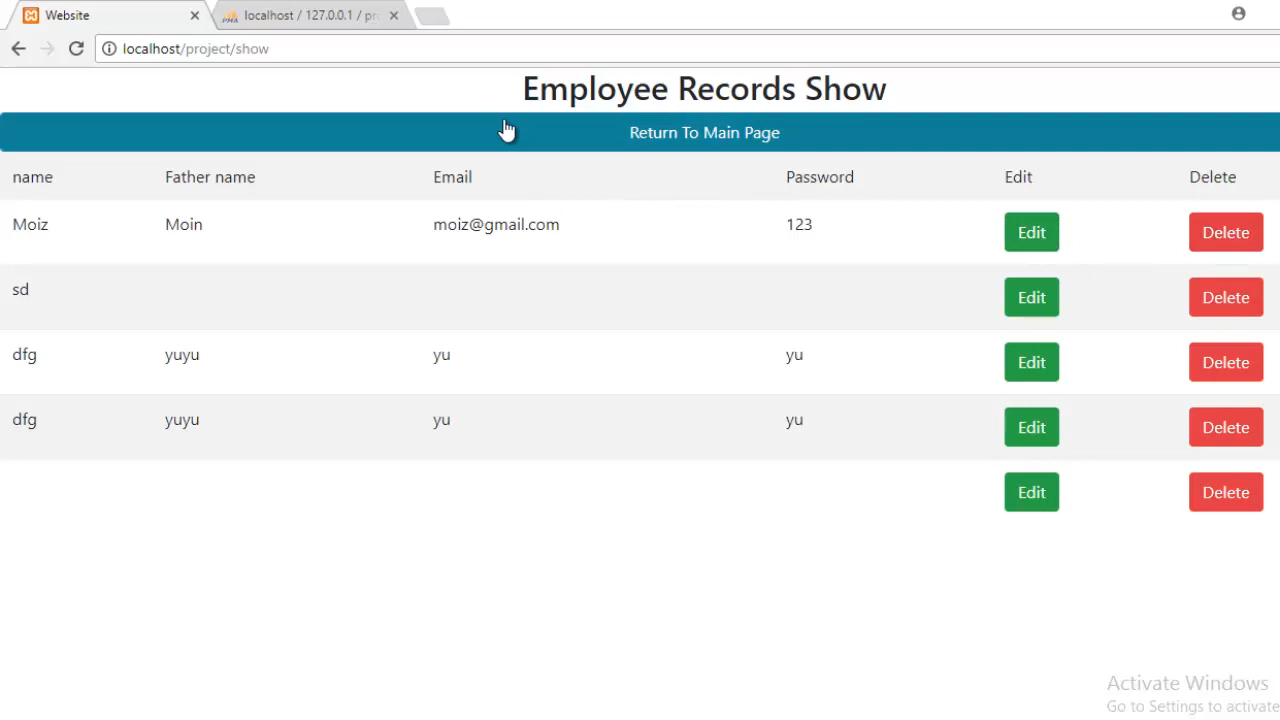 Website
localhost / 127.0.0.1 / pr
localhost/project/show
Employee Records Show
Return To Main Page
name Father name Email Password Edit Delete
Moiz Moin moiz@gmail.com 123 Edit Delete
sd Edit Delete
dfg yuyu yu yu Edit Delete
dfg yuyu yu yu Edit Delete
Edit Delete
Activate Windows
Go to Settings to activate